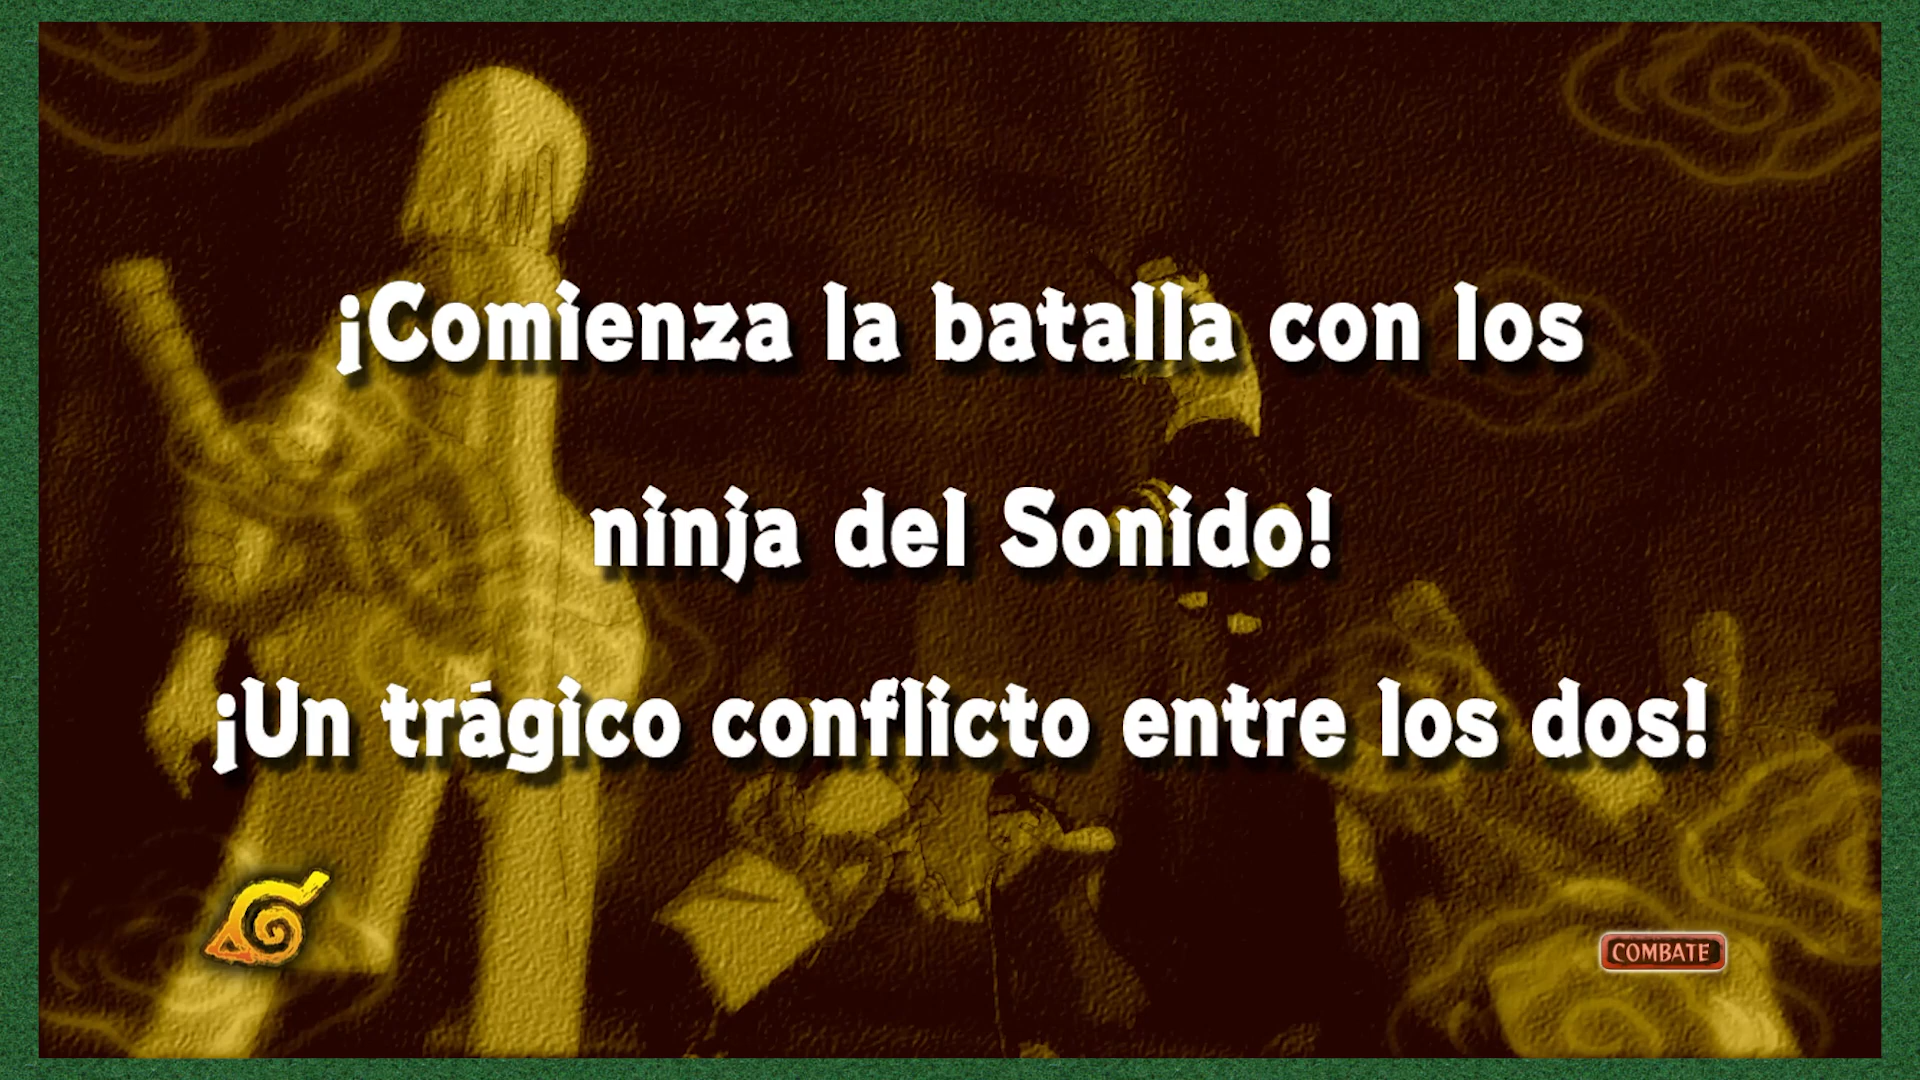 ¡Comienza la batalla con los
ninja del Sonido!
¡Un trágico conflicto entre los dos!
COMBATE